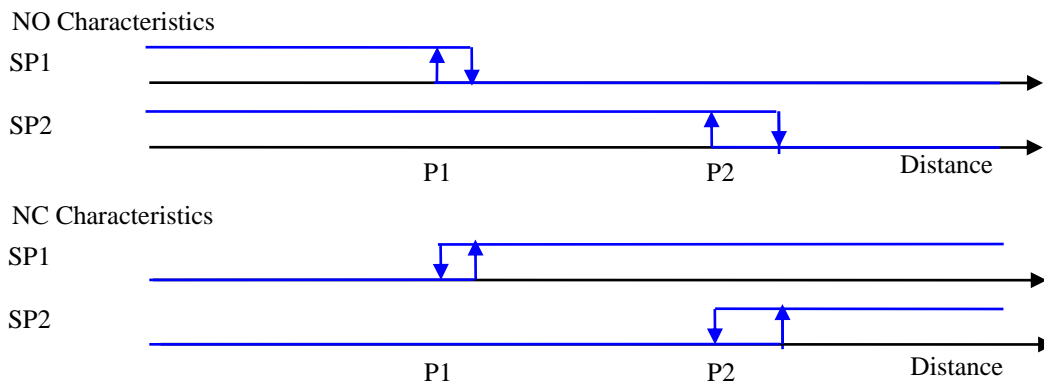 NO Characteristics
SP1
SP2
P1 P2 Distance
NC Characteristics
SP1
SP2
P1 P2 Distance